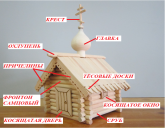 КРЕСТ
ГЛАВКА
ОХЛУПЕНЬ
ПРИЧЕЛИНЫ
ТЁСОВЫЕ ДОСКИ
ФРОНТОН
САМЦОВЫЙ
КОСЯЩАТОЕ ОКНО
КОСЯЩАТАЯ ДВЕРЬ
СРУБ